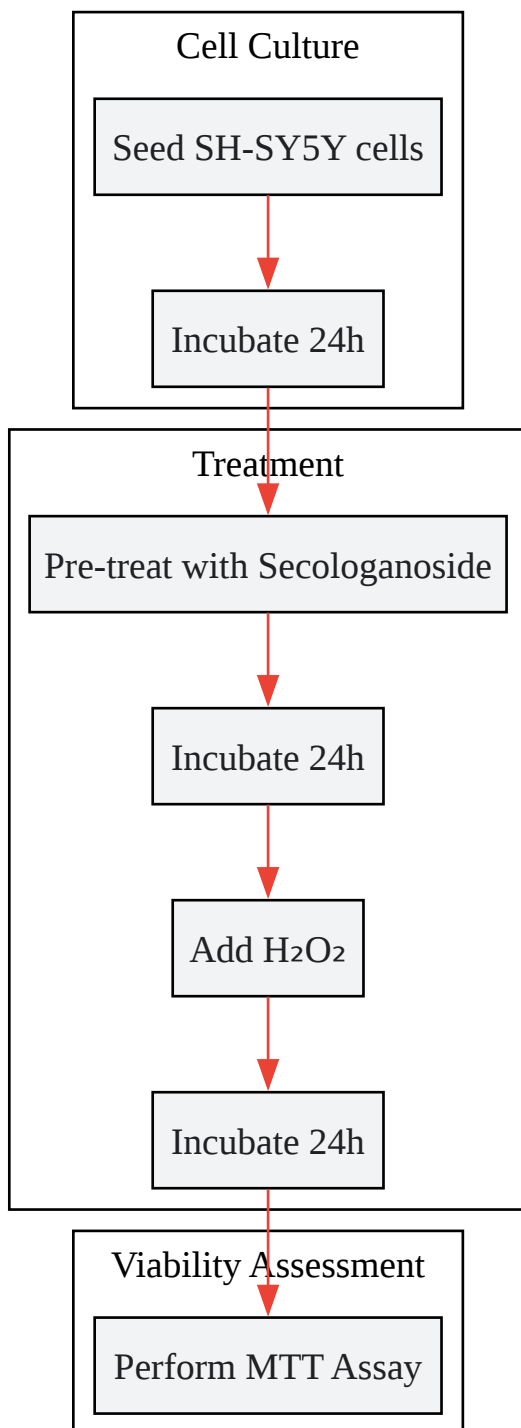 Cell Culture
Seed SH-SY5Y cells
Incubate 24h
Treatment
Pre-treat with Secologanoside
Incubate 24h
Add H₂O₂
Incubate 24h
Viability Assessment
Perform MTT Assay